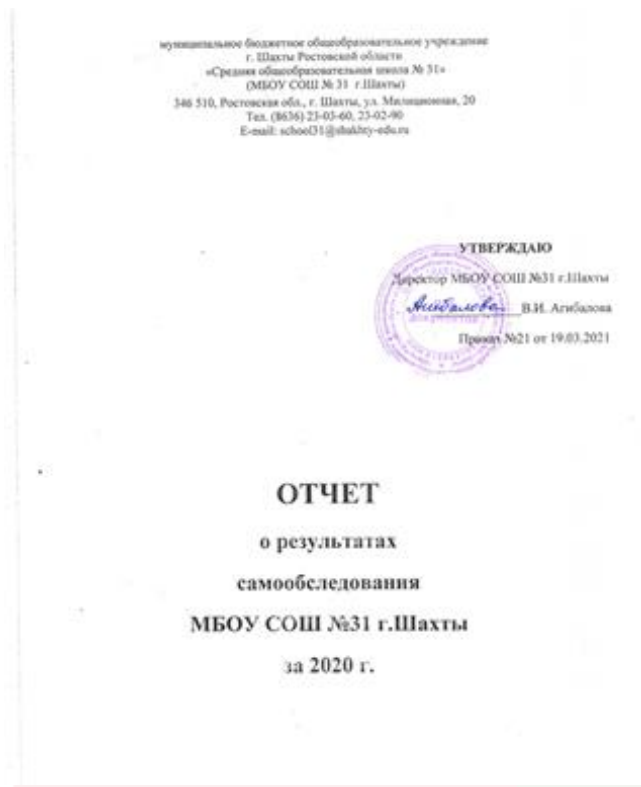 муниципальное бюджетное общеобразовательное учреждение
г. Шахты Ростовской области
«Средняя общеобразовательная школа № 31»
(МБОУ СОШ № 31 г.Шахты)
346 510, Ростовская обл., г. Шахты, ул. Милиционная, 20
Тел. (8636) 23-03-60, 23-02-90
E-mail: school31@shakhty-edu.ru
УТВЕРЖДАЮ
Директор МБОУ СОШ №31 г.Шахты
Агибалова В.И. Агибалова
Приказ №21 от 19.03.2021
ОТЧЕТ
о результатах
самообследования
МБОУ СОШ №31 г.Шахты
за 2020 г.